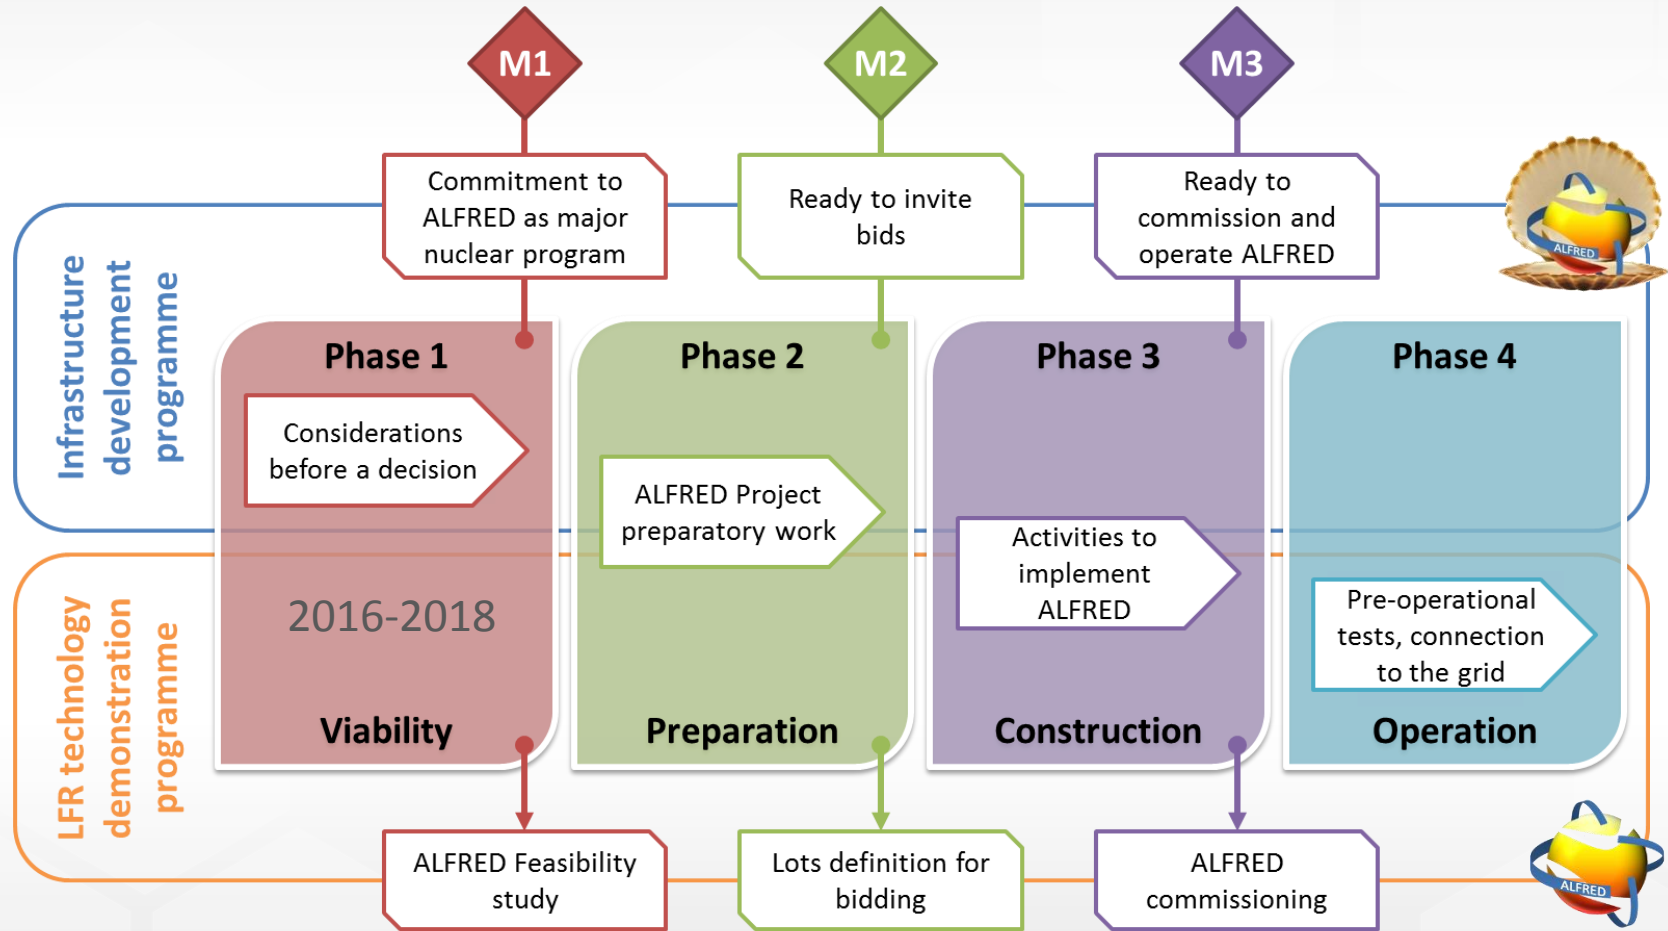 M1
M2
M3
Commitment to
ALFRED as major
nuclear program
Ready to invite
bids
Ready to
commission and
operate ALFRED
ALFRED
Infrastructure
development
programme
Phase 1
Phase 2
Phase 3
Phase 4
Considerations
before a decision
ALFRED Project
preparatory work
Activities to
implement
ALFRED
Pre-operational
tests, connection
to the grid
2016-2018
LFR technology
demonstration
programme
Viability
Preparation
Construction
Operation
ALFRED Feasibility
study
Lots definition for
bidding
ALFRED
commissioning
ALFRED